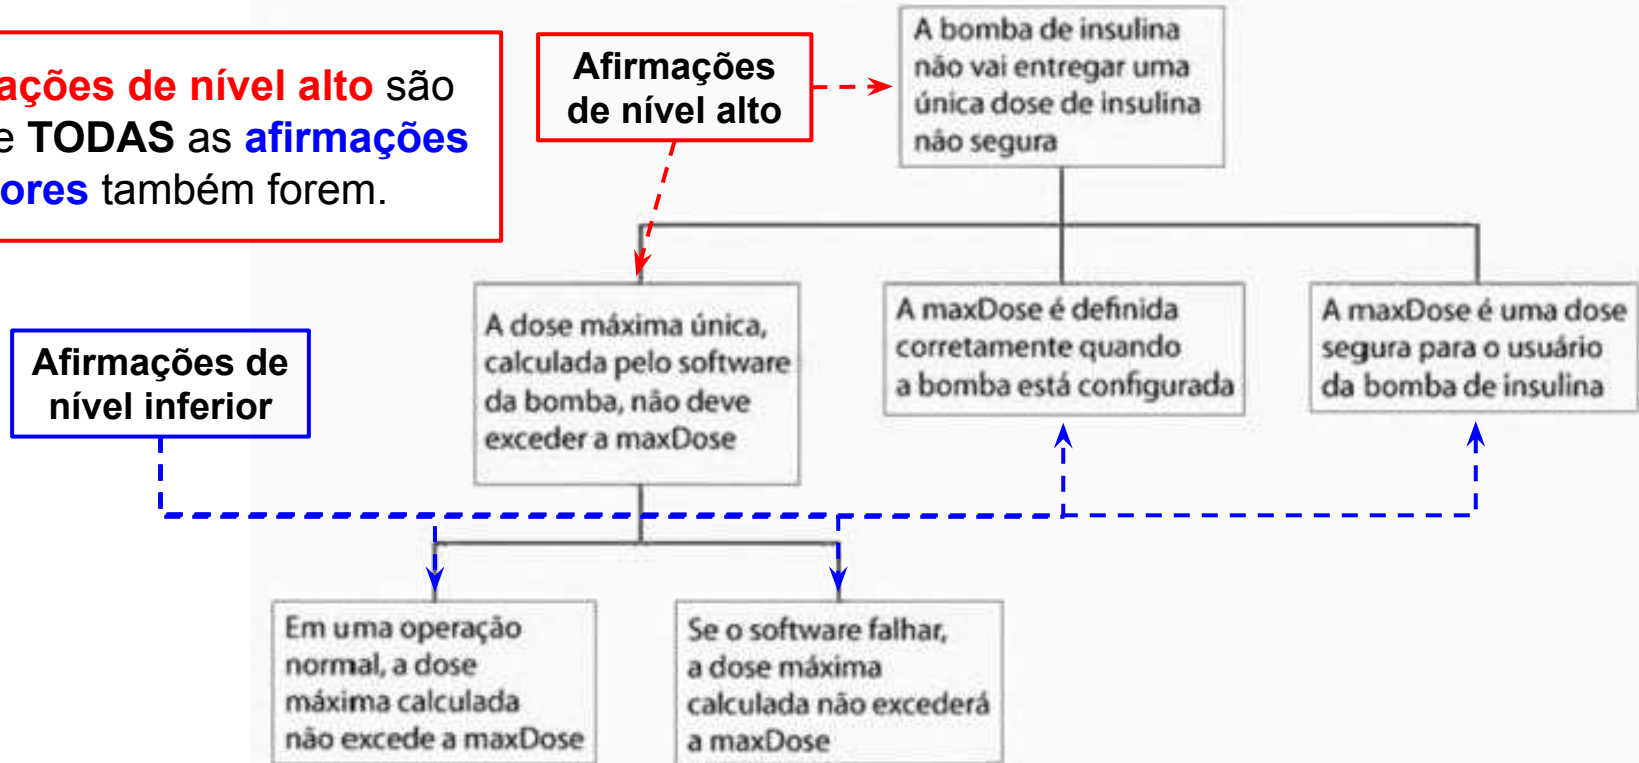 ações de nível alto são
e TODAS as afirmações
ores também forem.
Afirmações
de nível alto
A bomba de insulina
não vai entregar uma
única dose de insulina
não segura
Afirmações de
nível inferior
A dose máxima única,
calculada pelo software
da bomba, não deve
exceder a maxDose
A maxDose é definida
corretamente quando
a bomba está configurada
A maxDose é uma dose
segura para o usuário
da bomba de insulina
Em uma operação
normal, a dose
máxima calculada
não excede a maxDose
Se o software falhar,
a dose máxima
calculada não excederá
a maxDose